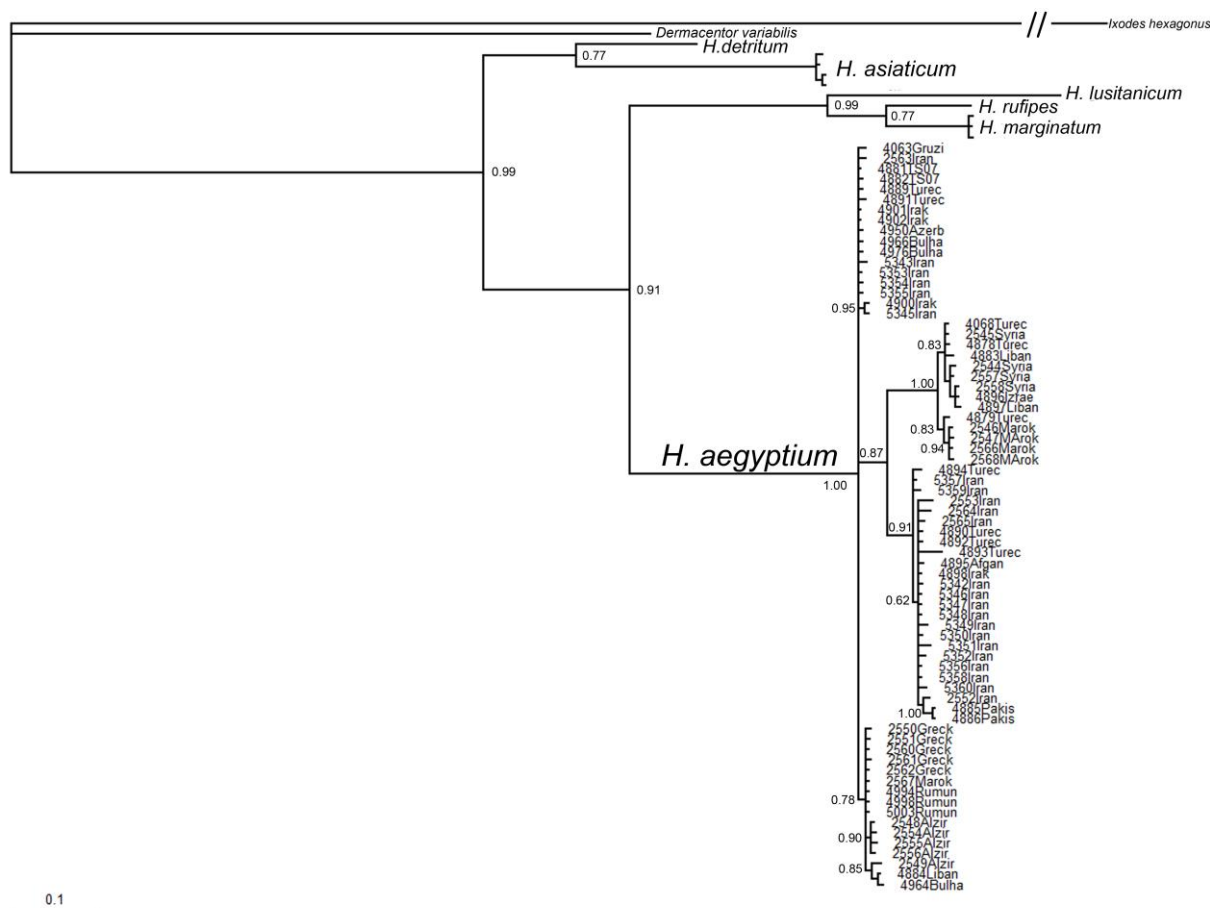 Ixodes hexagonus
Dermacentor variabilis
H.detritum
0.77
H. asiaticum
H. lusitanicum
0.99
H. rufipes
0.77
H. marginatum
4063Gruzi
2563Iran
4881TS07
4882TS07
0.99
4889Turec
4891Turec
4901Irak
4902Irak
4950Azerb
4966Bulha
4976Bulha
5343Iran
5353Iran
5354Iran
0.91
5355Iran
4900Irak
0.95
5345Iran
4068Turec
2545Syria
0.83
4878Turec
4883Liban
2544Syria
2557Syria
1.00
2558Syria
4896Izrae
4897Liban
4879Turec
0.83
2546Marok
2547MArok
0.94
2566Marok
H. aegyptium
0.87
2568MArok
4894Turec
5357Iran
1.00
5359Iran
2553Iran
2564Iran
2565Iran
0.91
4890Turec
4892Turec
4893Turec
4895Afgan
4898Irak
5342Iran
5346Iran
0.62
5347Iran
5348Iran
5349Iran
5350Iran
5351Iran
5352Iran
5356Iran
5358Iran
5360Iran
2552Iran
4885Pakis
1.00
4886Pakis
2550Greck
2551Greck
2560Greck
2561Greck
2562Greck
2567Marok
4994Rumun
0.78
4998Rumun
5003Rumun
2548Alzir
2554Alzir
0.90
2555Alzir
2556Alzir
2549Alzir
0.85
4884Liban
4964Bulha
0.1